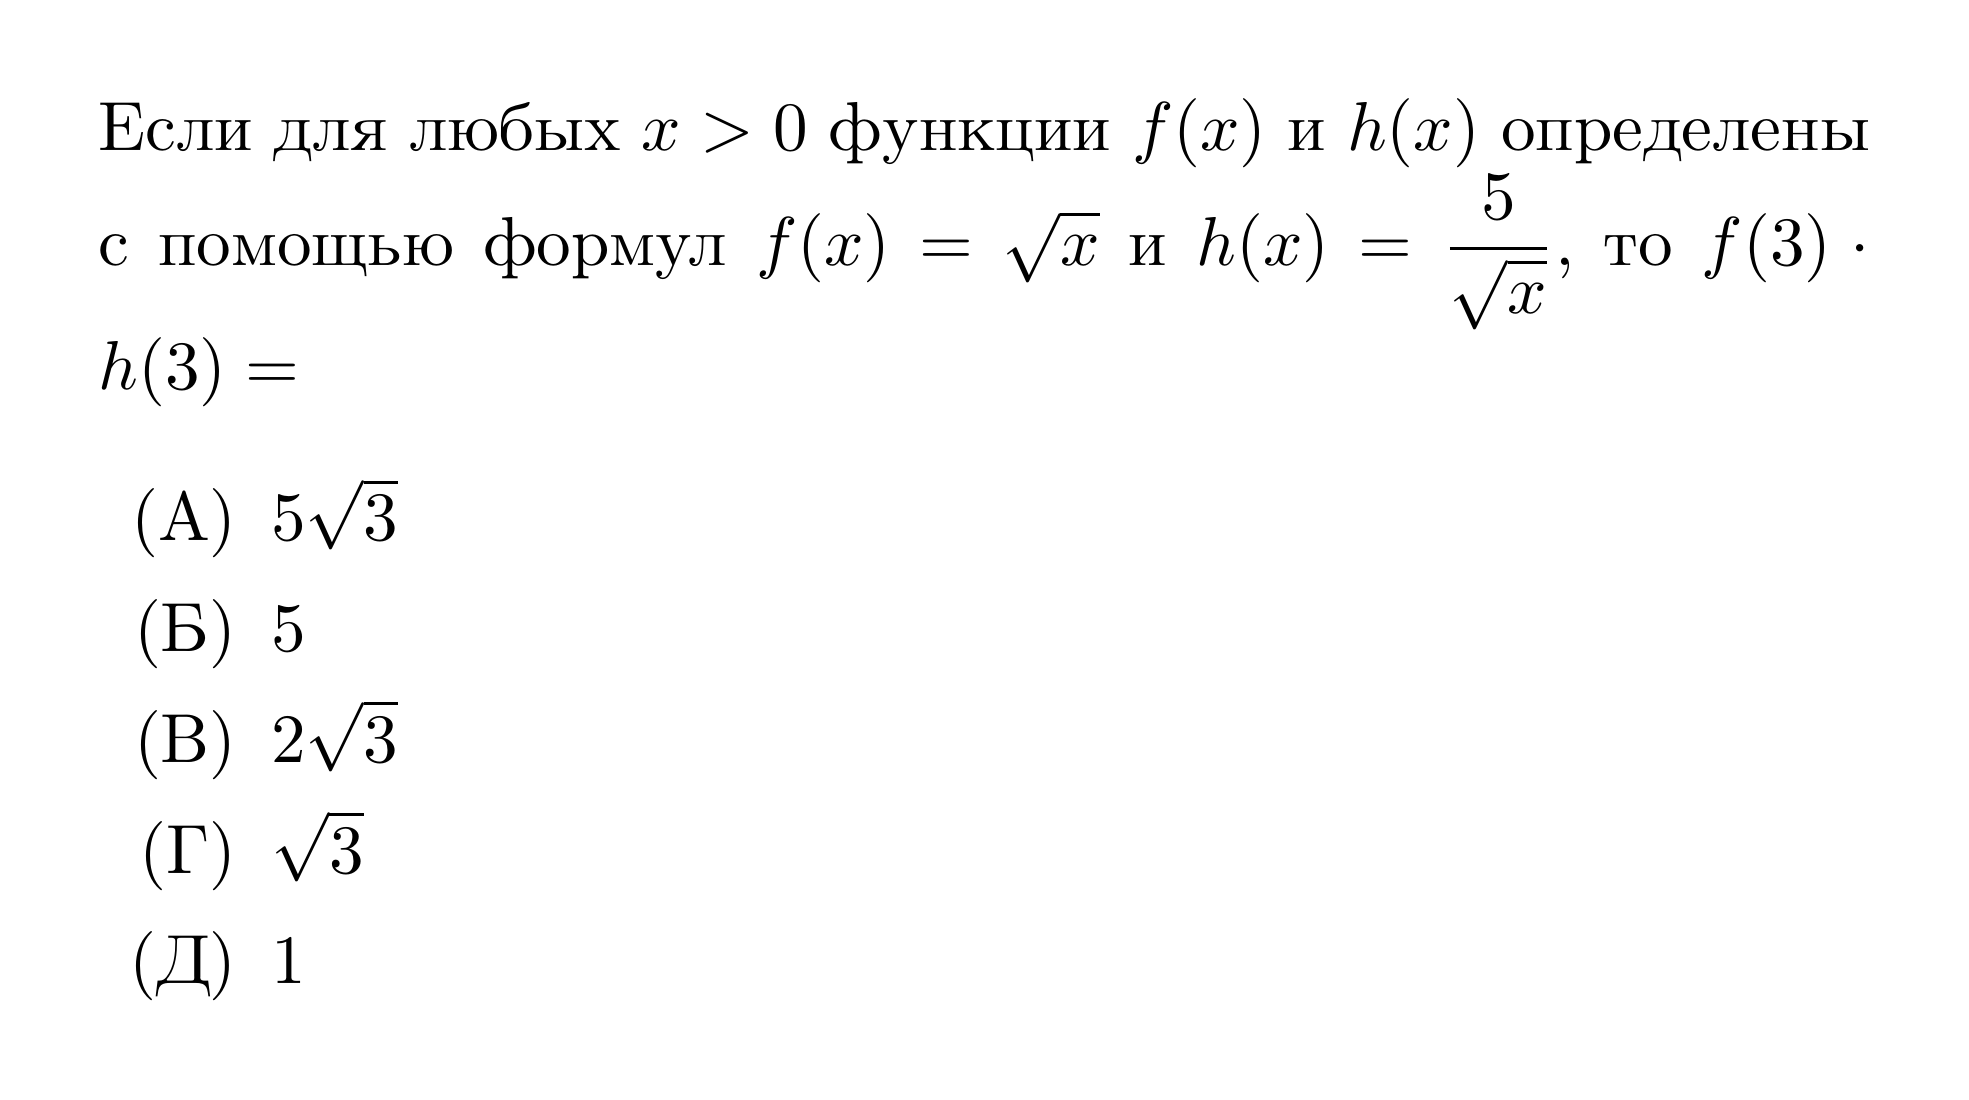 Если для любых x > 0 функции f(x) и h(x) определены
с помощью формул f(x) = √x и h(x) = 5/√x, то f(3) ·
h(3) =
(А) 5√3
(Б) 5
(В) 2√3
(Г) √3
(Д) 1